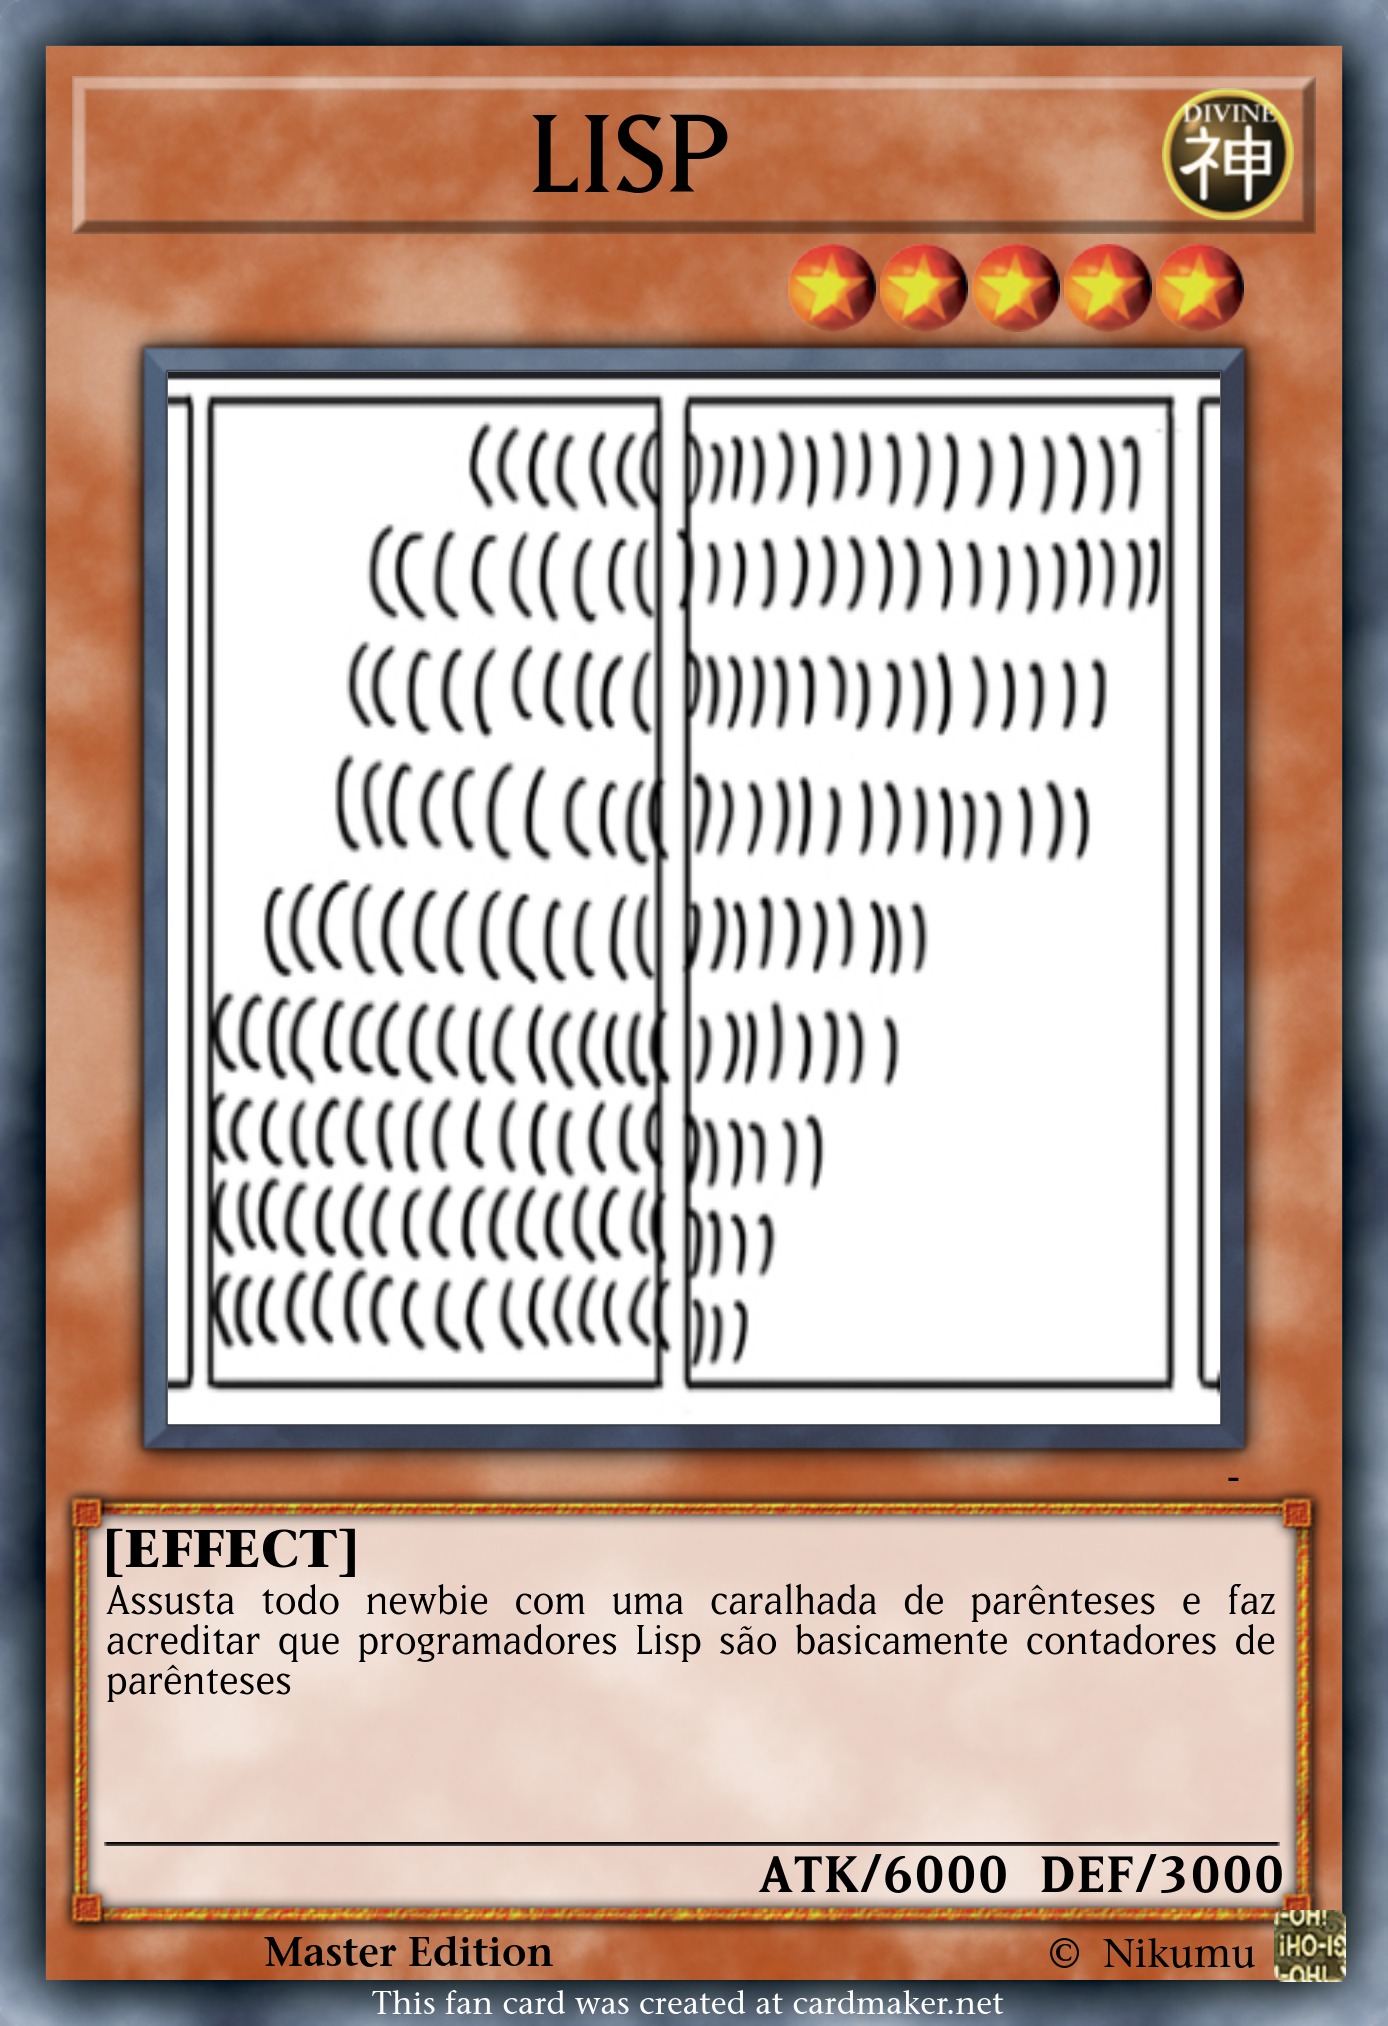 LISP
DIVINE
神
-
[EFFECT]
Assusta todo newbie com uma caralhada de parênteses e faz
acreditar que programadores Lisp são basicamente contadores de
parênteses
ATK/6000 DEF/3000
Master Edition
© Nikumu
This fan card was created at cardmaker.net